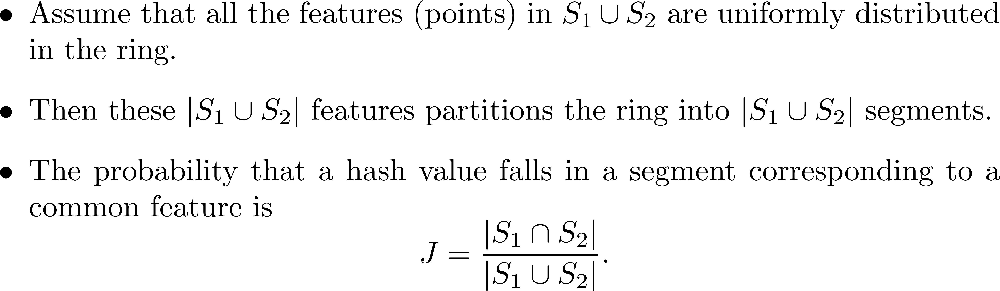 • Assume that all the features (points) in $S_1 \cup S_2$ are uniformly distributed
in the ring.
• Then these $|S_1 \cup S_2|$ features partitions the ring into $|S_1 \cup S_2|$ segments.
• The probability that a hash value falls in a segment corresponding to a
common feature is
$J = \frac{|S_1 \cap S_2|}{|S_1 \cup S_2|}.$